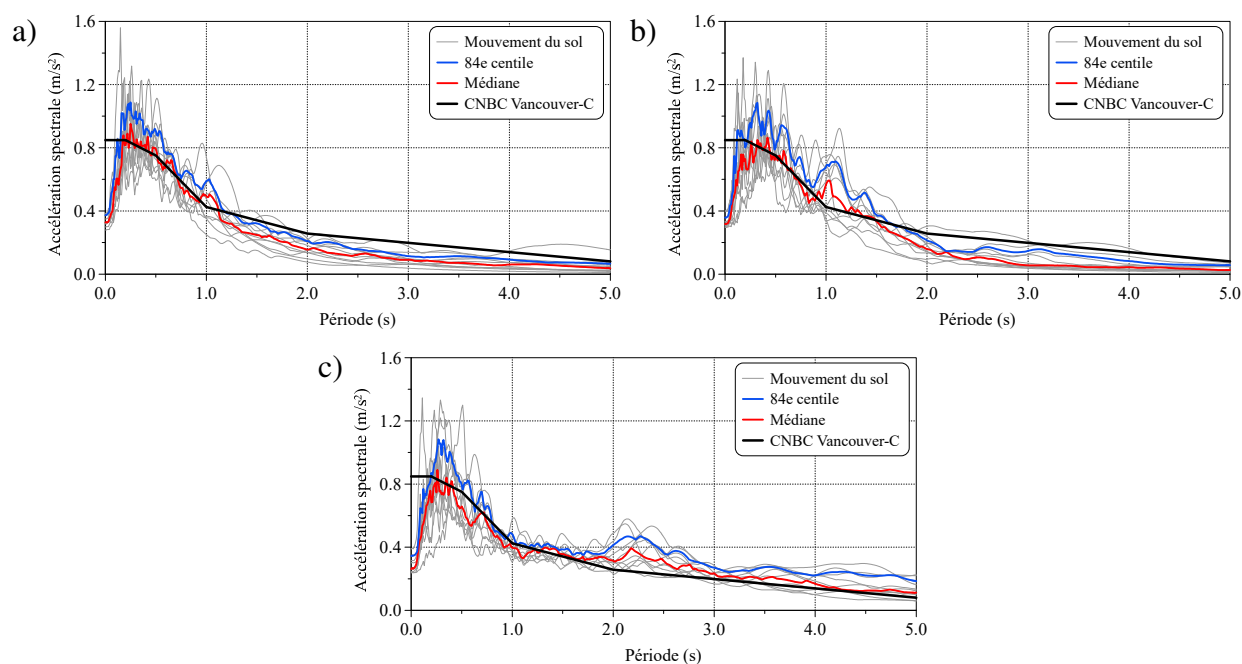 a)
Accélération spectrale (m/s²)
1.6
1.2
0.8
0.4
0.0
0.0 1.0 2.0 3.0 4.0 5.0
Période (s)
Mouvement du sol
84e centile
Médiane
CNBC Vancouver-C
b)
Accélération spectrale (m/s²)
1.6
1.2
0.8
0.4
0.0
0.0 1.0 2.0 3.0 4.0 5.0
Période (s)
Mouvement du sol
84e centile
Médiane
CNBC Vancouver-C
c)
Accélération spectrale (m/s²)
1.6
1.2
0.8
0.4
0.0
0.0 1.0 2.0 3.0 4.0 5.0
Période (s)
Mouvement du sol
84e centile
Médiane
CNBC Vancouver-C